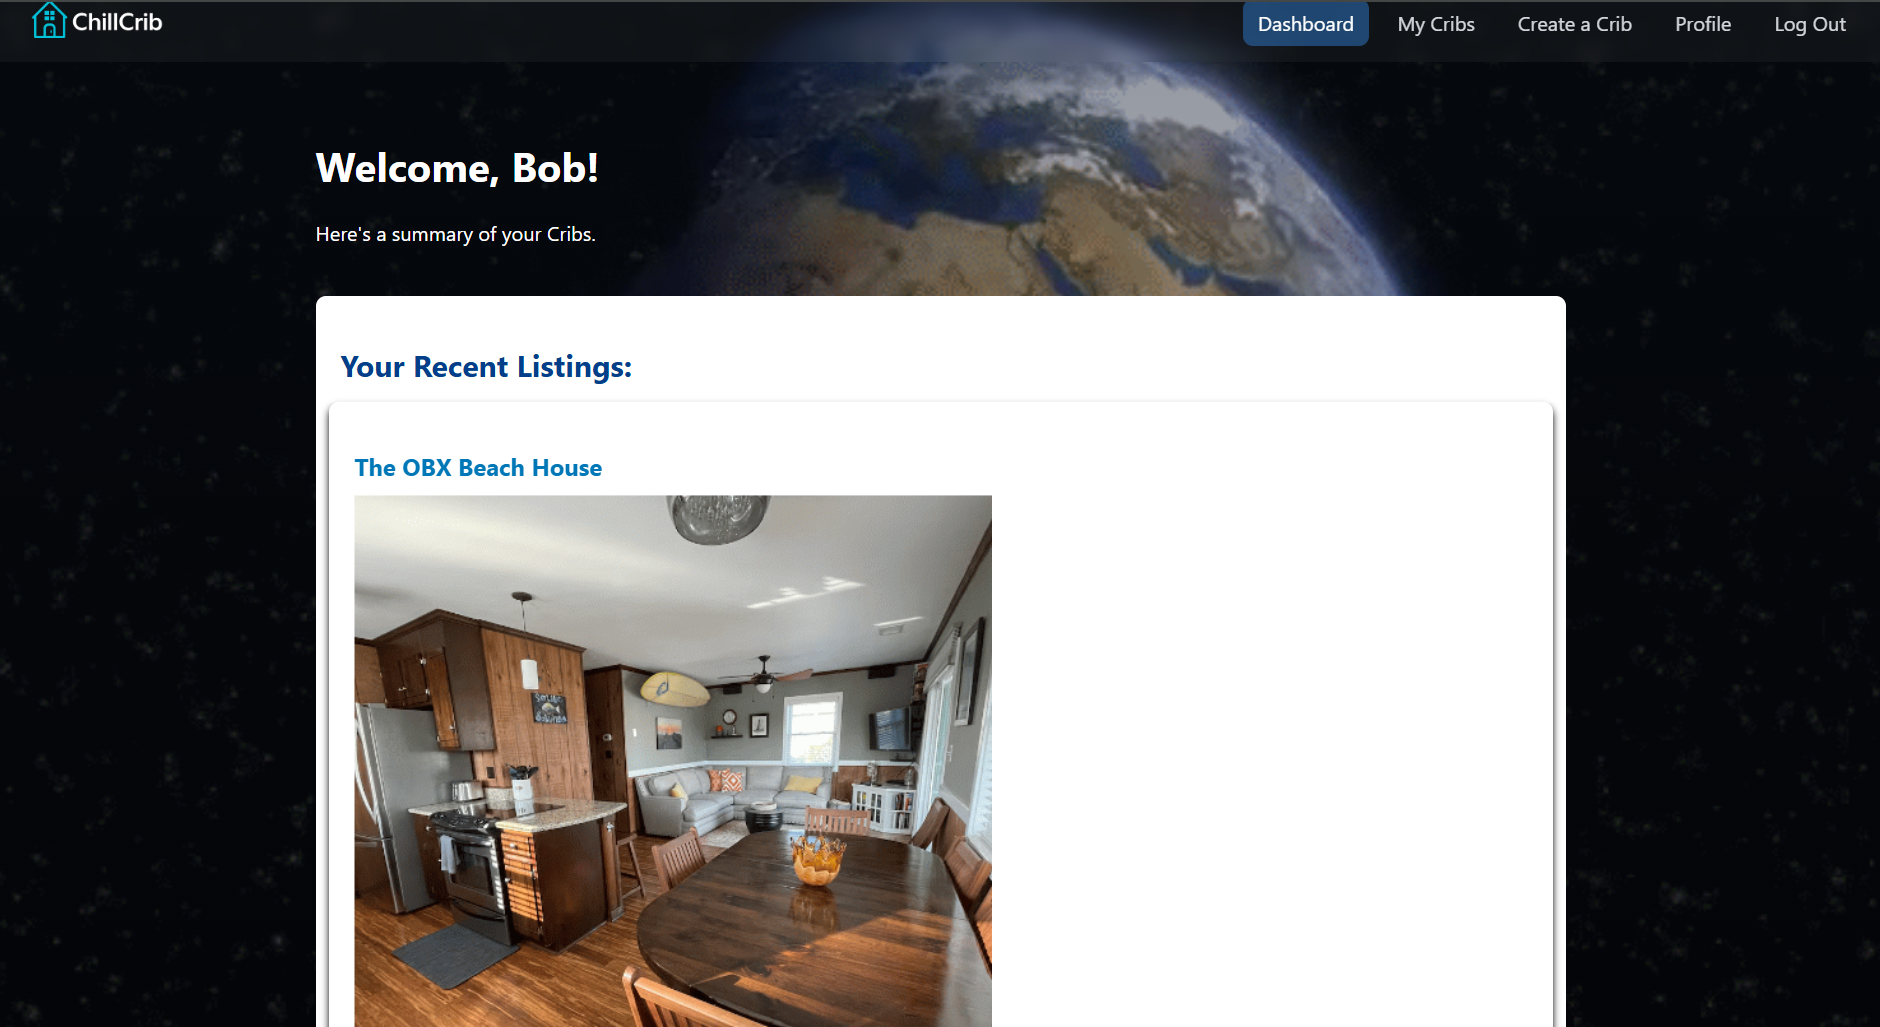 ChillCrib
Dashboard
My Cribs
Create a Crib
Profile
Log Out
Welcome, Bob!
Here's a summary of your Cribs.
Your Recent Listings:
The OBX Beach House